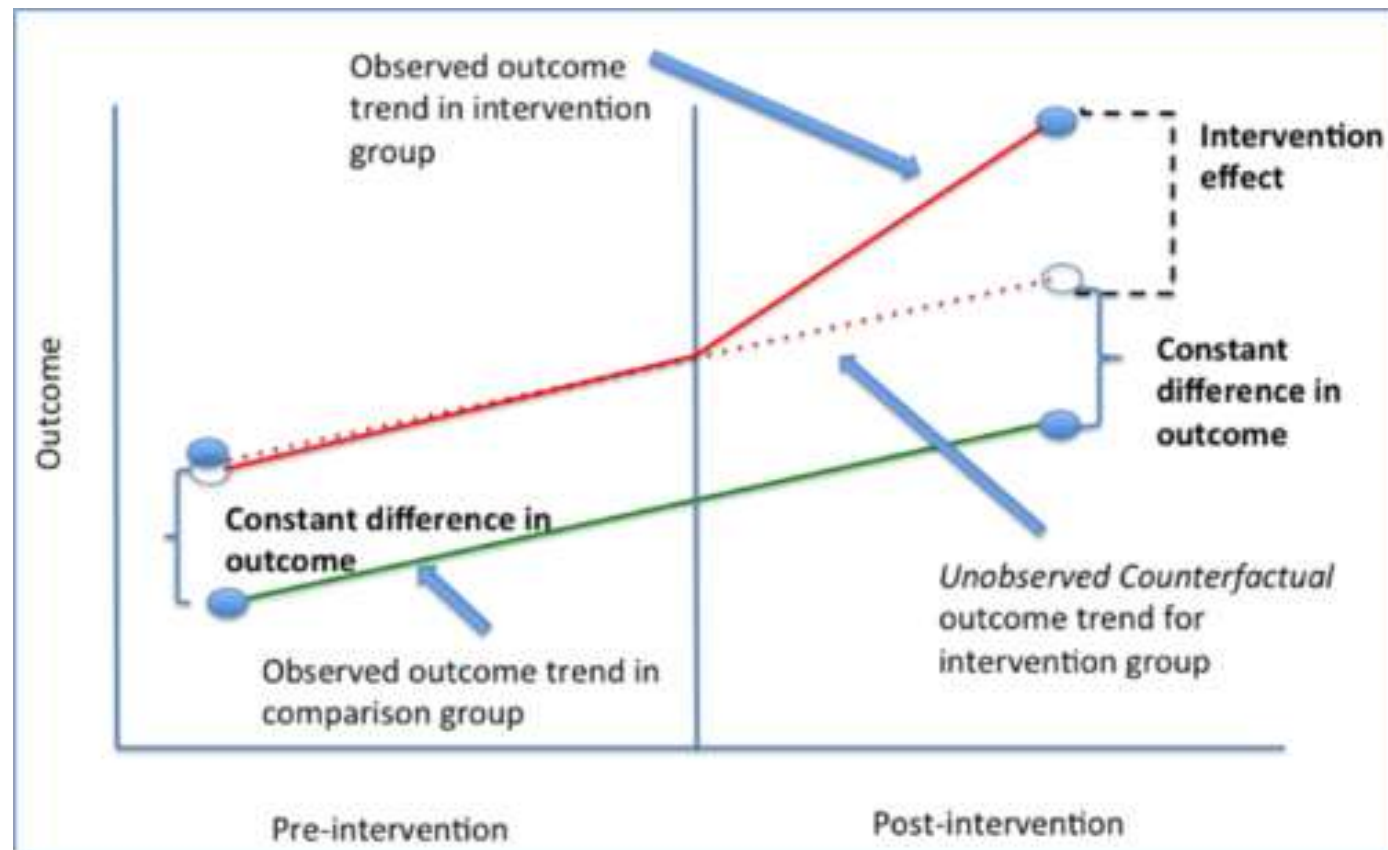 Observed outcome
trend in intervention
group
Intervention
effect
Outcome
Constant
difference in
outcome
Constant difference in
outcome
Unobserved Counterfactual
outcome trend for
intervention group
Observed outcome trend in
comparison group
Pre-intervention
Post-intervention